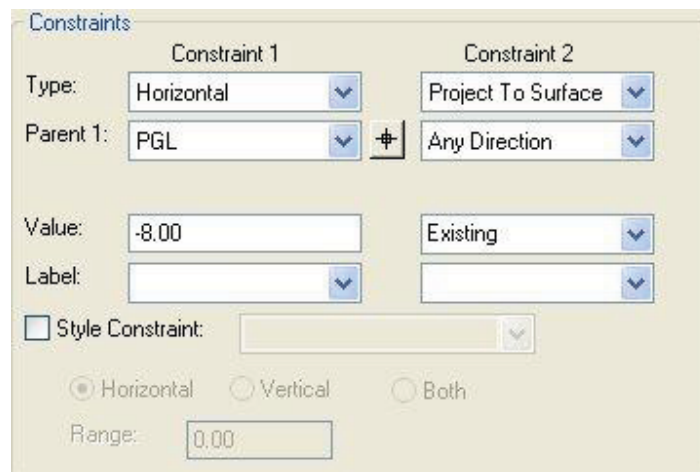 Constraints
Constraint 1 Constraint 2
Type: Horizontal Project To Surface
Parent 1: PGL Any Direction
Value: -8.00 Existing
Label:
Style Constraint:
Horizontal Vertical Both
Range: 0.00